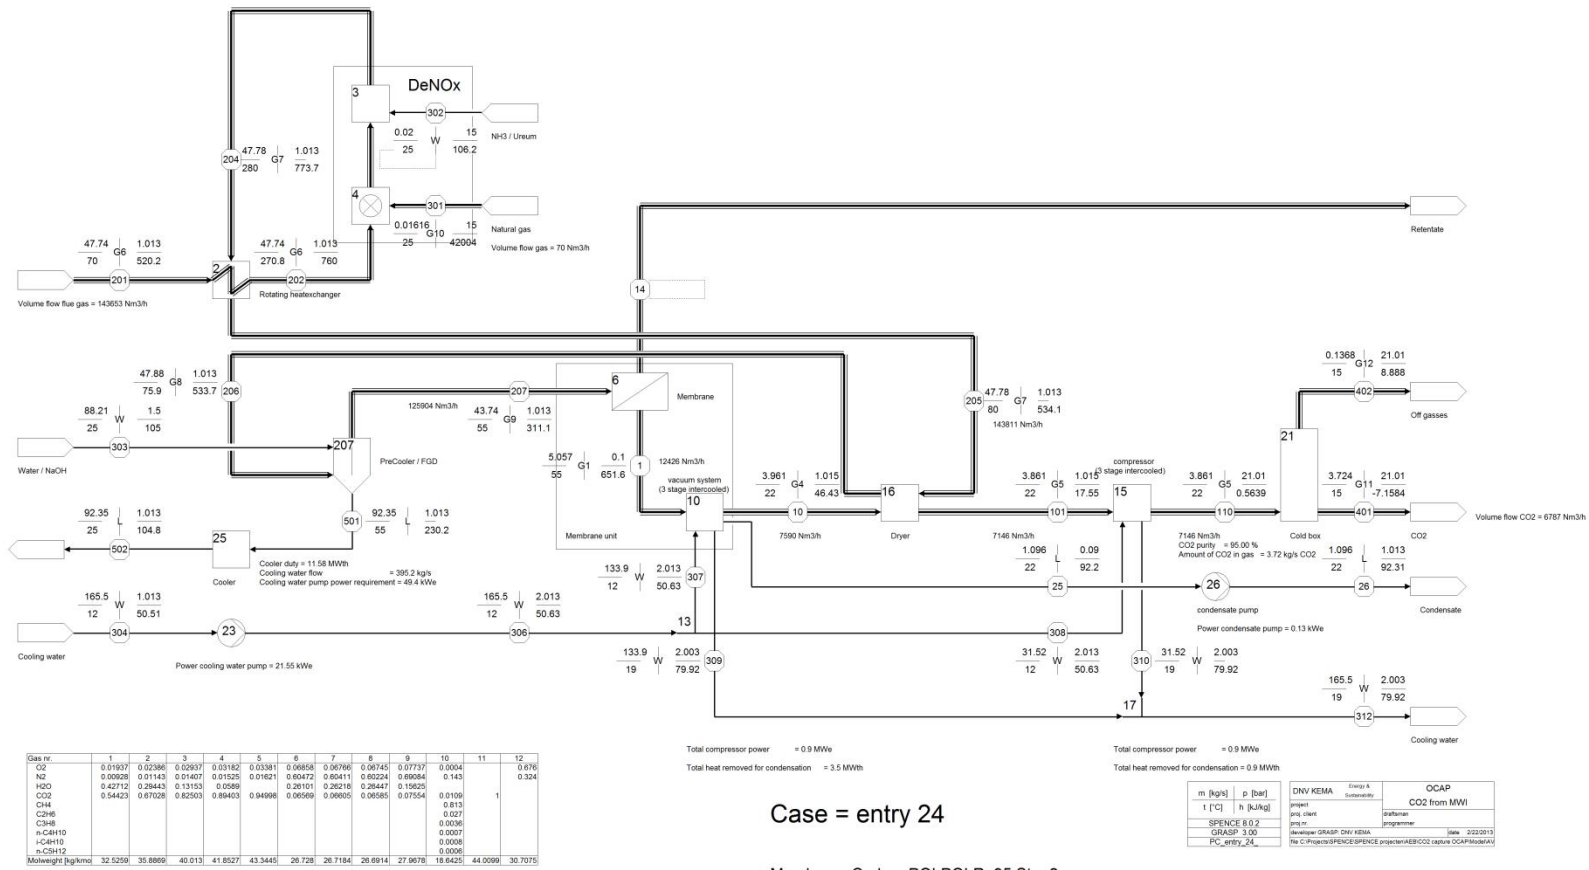 DeNOx
3
302
0.02 W 15
25 106.2
NH3 / Ureum
204
47.78 G7 1.013
280 773.7
4
301
0.01616 G10 15
25 42004
Natural gas
Volume flow gas = 70 Nm3/h
Retentate
47.74 G6 1.013
70 520.2
201
2
47.74 G6 1.013
270.8 760
202
Rotating heatexchanger
Volume flow flue gas = 143653 Nm3/h
14
47.88 G8 1.013
75.9 533.7
206
207
125904 Nm3/h
43.74 G9 1.013
55 311.1
6
Membrane
205
47.78 G7 1.013
80 534.1
143811 Nm3/h
0.1368 G12 21.01
15 8.888
402
Off gasses
88.21 W 1.5
25 105
303
Water / NaOH
207
PreCooler / FGD
5.057 G1 0.1
55 651.6
1
12426 Nm3/h
vacuum system
(3 stage intercooled)
10
Membrane unit
3.961 G4 1.015
22 46.43
10
7590 Nm3/h
16
Dryer
3.861 G5 1.015
22 17.55
101
7146 Nm3/h
compressor
(3 stage intercooled)
15
3.861 G5 21.01
22 0.5639
110
7146 Nm3/h
CO2 purity = 95.00 %
Amount of CO2 in gas = 3.72 kg/s CO2
21
Cold box
3.724 G11 21.01
15 -7.1584
401
CO2
Volume flow CO2 = 6787 Nm3/h
92.35 L 1.013
25 104.8
502
25
Cooler
501
92.35 L 1.013
55 230.2
Cooler duty = 11.58 MWth
Cooling water flow = 395.2 kg/s
Cooling water pump power requirement = 49.4 kWe
133.9 W 2.013
12 50.63
307
1.096 L 0.09
22 92.2
25
26
condensate pump
Power condensate pump = 0.13 kWe
1.096 L 1.013
22 92.31
26
Condensate
165.5 W 1.013
12 50.51
304
Cooling water
23
Power cooling water pump = 21.55 kWe
165.5 W 2.013
12 50.63
306
13
308
31.52 W 2.013
12 50.63
133.9 W 2.003
19 79.92
309
310
31.52 W 2.003
19 79.92
17
165.5 W 2.003
19 79.92
312
Cooling water
Total compressor power = 0.9 MWe
Total heat removed for condensation = 3.5 MWth
Total compressor power = 0.9 MWe
Total heat removed for condensation = 0.9 MWth
Gas nr. 1 2 3 4 5 6 7 8 9 10 11 12
O2 0.01937 0.02386 0.02937 0.03182 0.03381 0.06858 0.06766 0.06745 0.07737 0.0004 0.676
N2 0.00928 0.01143 0.01407 0.01525 0.01621 0.60472 0.60411 0.60224 0.69084 0.143 0.324
H2O 0.42712 0.29443 0.13153 0.0589 0.26101 0.26218 0.26447 0.15625
CO2 0.54423 0.67028 0.82503 0.89403 0.94998 0.06569 0.06605 0.06585 0.07554 0.0109 1
CH4 0.813
C2H6 0.027
C3H8 0.0036
n-C4H10 0.0007
i-C4H10 0.0008
n-C5H12 0.0006
Molweight [kg/kmo 32.5259 35.8869 40.013 41.8527 43.3445 26.728 26.7184 26.6914 27.9678 18.6425 44.0099 30.7075
Case = entry 24
m [kg/s] p [bar]
t [°C] h [kJ/kg]
SPENCE 8.0.2
GRASP 3.00
PC_entry_24_
DNV KEMA Energy & Sustainability
OCAP
CO2 from MWI
project
proj. client draftsman
proj.nr. programmer
developer GRASP: DNV KEMA date 2/22/2013
file C:\Projects\SPENCE\SPENCE projecten\AEB\CO2 capture OCAP\Model\AV